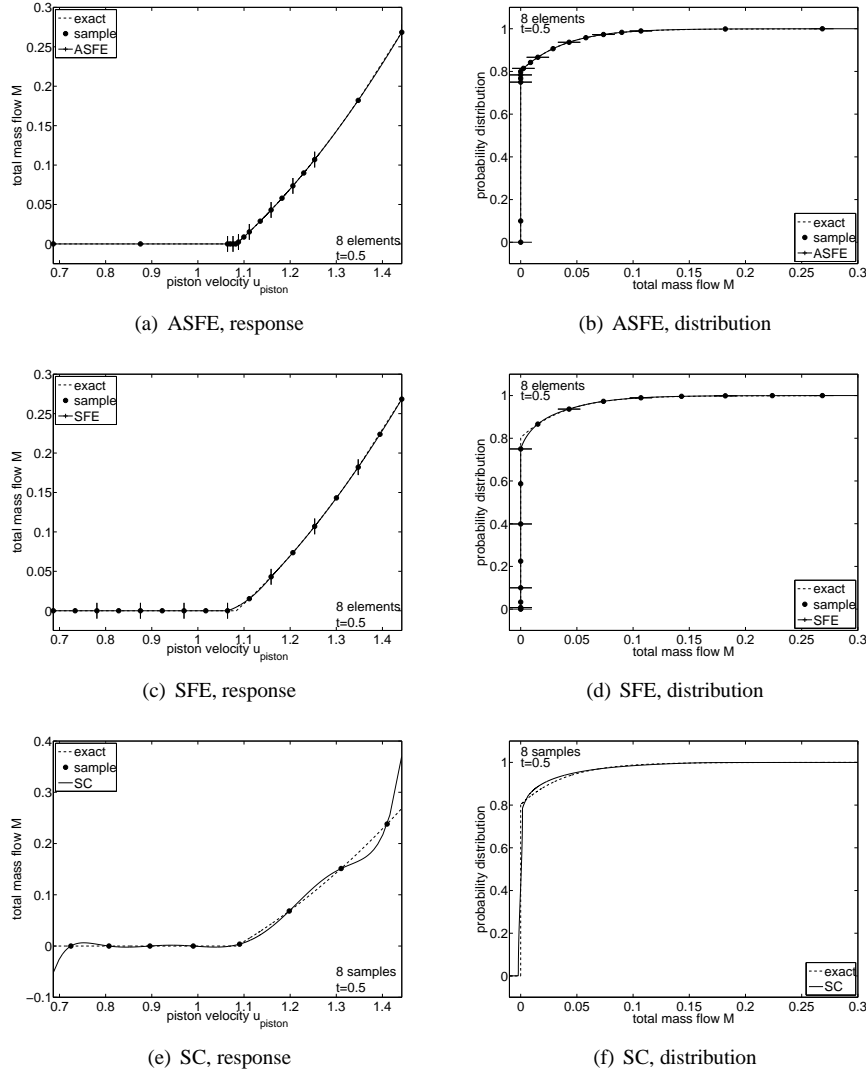 0.3
0.25
0.2
0.15
0.1
0.05
0
total mass flow M
exact
sample
ASFE
8 elements
t=0.5
0.7 0.8 0.9 1 1.1 1.2 1.3 1.4
piston velocity u_piston
(a) ASFE, response
1
0.8
0.6
0.4
0.2
0
probability distribution
8 elements
t=0.5
exact
sample
ASFE
0 0.05 0.1 0.15 0.2 0.25 0.3
total mass flow M
(b) ASFE, distribution
0.3
0.25
0.2
0.15
0.1
0.05
0
total mass flow M
exact
sample
SFE
8 elements
t=0.5
0.7 0.8 0.9 1 1.1 1.2 1.3 1.4
piston velocity u_piston
(c) SFE, response
1
0.8
0.6
0.4
0.2
0
probability distribution
8 elements
t=0.5
exact
sample
SFE
0 0.05 0.1 0.15 0.2 0.25 0.3
total mass flow M
(d) SFE, distribution
0.4
0.3
0.2
0.1
0
−0.1
total mass flow M
exact
sample
SC
8 samples
t=0.5
0.7 0.8 0.9 1 1.1 1.2 1.3 1.4
piston velocity u_piston
(e) SC, response
1
0.8
0.6
0.4
0.2
0
probability distribution
8 samples
t=0.5
exact
SC
0 0.05 0.1 0.15 0.2 0.25 0.3
total mass flow M
(f) SC, distribution